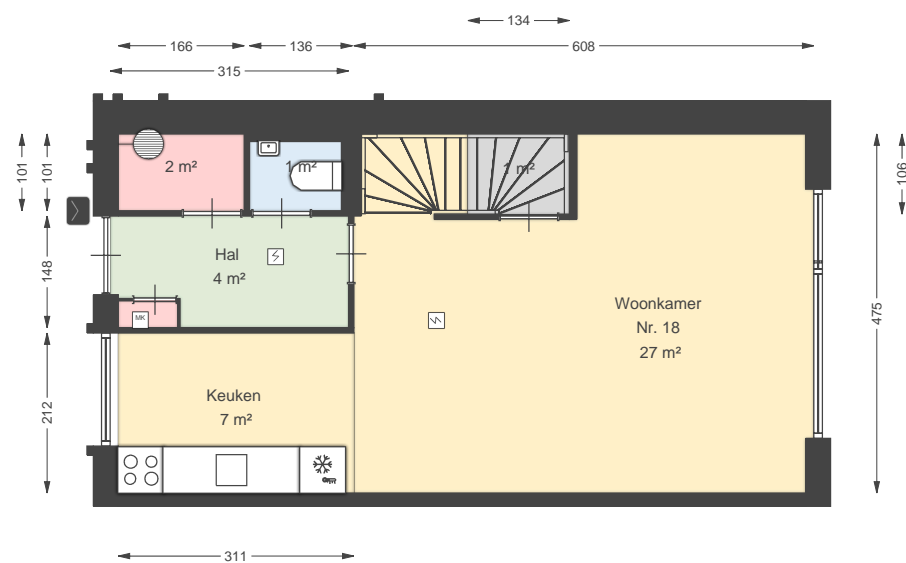 134
166
136
608
315
101
101
106
2 m²
1 m²
1 m²
148
Hal
4 m²
475
MK
Woonkamer
Nr. 18
27 m²
212
Keuken
7 m²
311